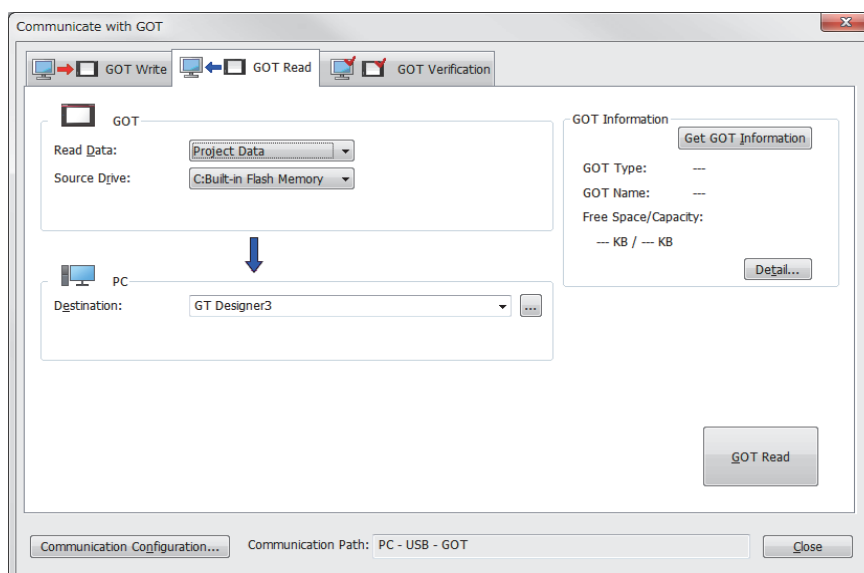 Communicate with GOT
GOT Write
GOT Read
GOT Verification
GOT
Read Data:
Project Data
Source Drive:
C:Built-in Flash Memory
PC
Destination:
GT Designer3
...
GOT Information
Get GOT Information
GOT Type: ---
GOT Name: ---
Free Space/Capacity:
--- KB / --- KB
Detail...
GOT Read
Communication Configuration...
Communication Path: PC - USB - GOT
Close